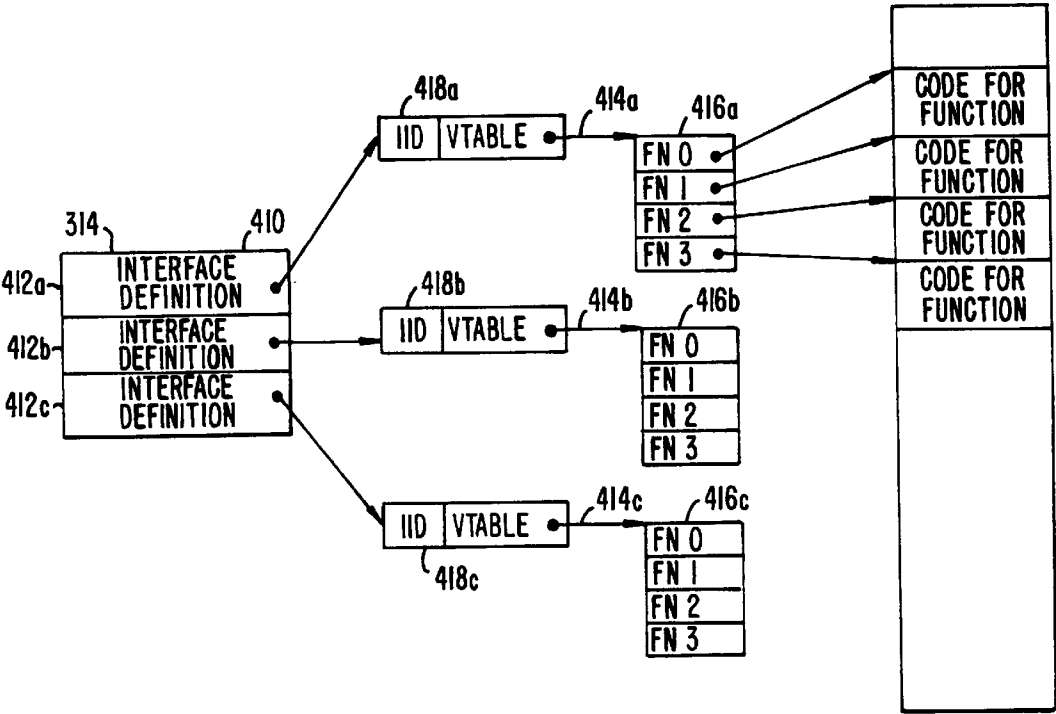 418a
IID VTABLE
414a
416a
FN 0
FN 1
FN 2
FN 3
CODE FOR
FUNCTION
CODE FOR
FUNCTION
CODE FOR
FUNCTION
CODE FOR
FUNCTION
314
410
412a
INTERFACE
DEFINITION
412b
INTERFACE
DEFINITION
412c
INTERFACE
DEFINITION
418b
IID VTABLE
414b
416b
FN 0
FN 1
FN 2
FN 3
IID VTABLE
418c
414c
416c
FN 0
FN 1
FN 2
FN 3